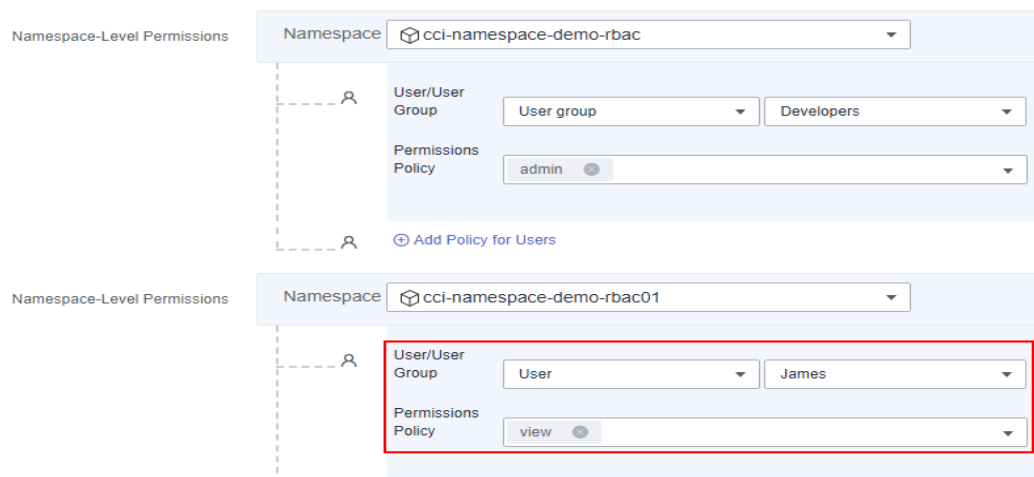 Namespace-Level Permissions
Namespace
cci-namespace-demo-rbac
User/User
Group
User group
Developers
Permissions
Policy
admin
Add Policy for Users
Namespace-Level Permissions
Namespace
cci-namespace-demo-rbac01
User/User
Group
User
James
Permissions
Policy
view